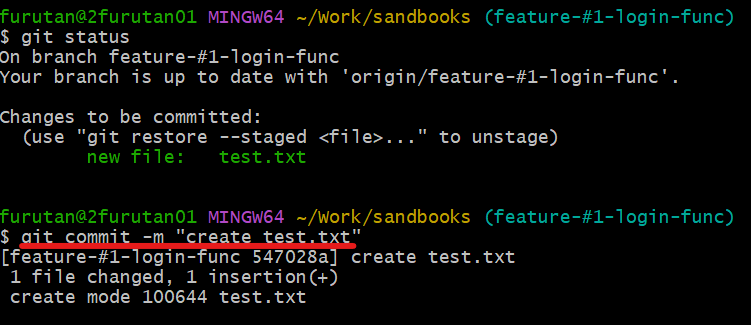 furutan@2furutan01 MINGW64 ~/Work/sandbooks (feature-#1-login-func)
$ git status
On branch feature-#1-login-func
Your branch is up to date with 'origin/feature-#1-login-func'.
Changes to be committed:
  (use "git restore --staged <file>..." to unstage)
        new file:   test.txt
furutan@2furutan01 MINGW64 ~/Work/sandbooks (feature-#1-login-func)
$ git commit -m "create test.txt"
[feature-#1-login-func 547028a] create test.txt
 1 file changed, 1 insertion(+)
 create mode 100644 test.txt